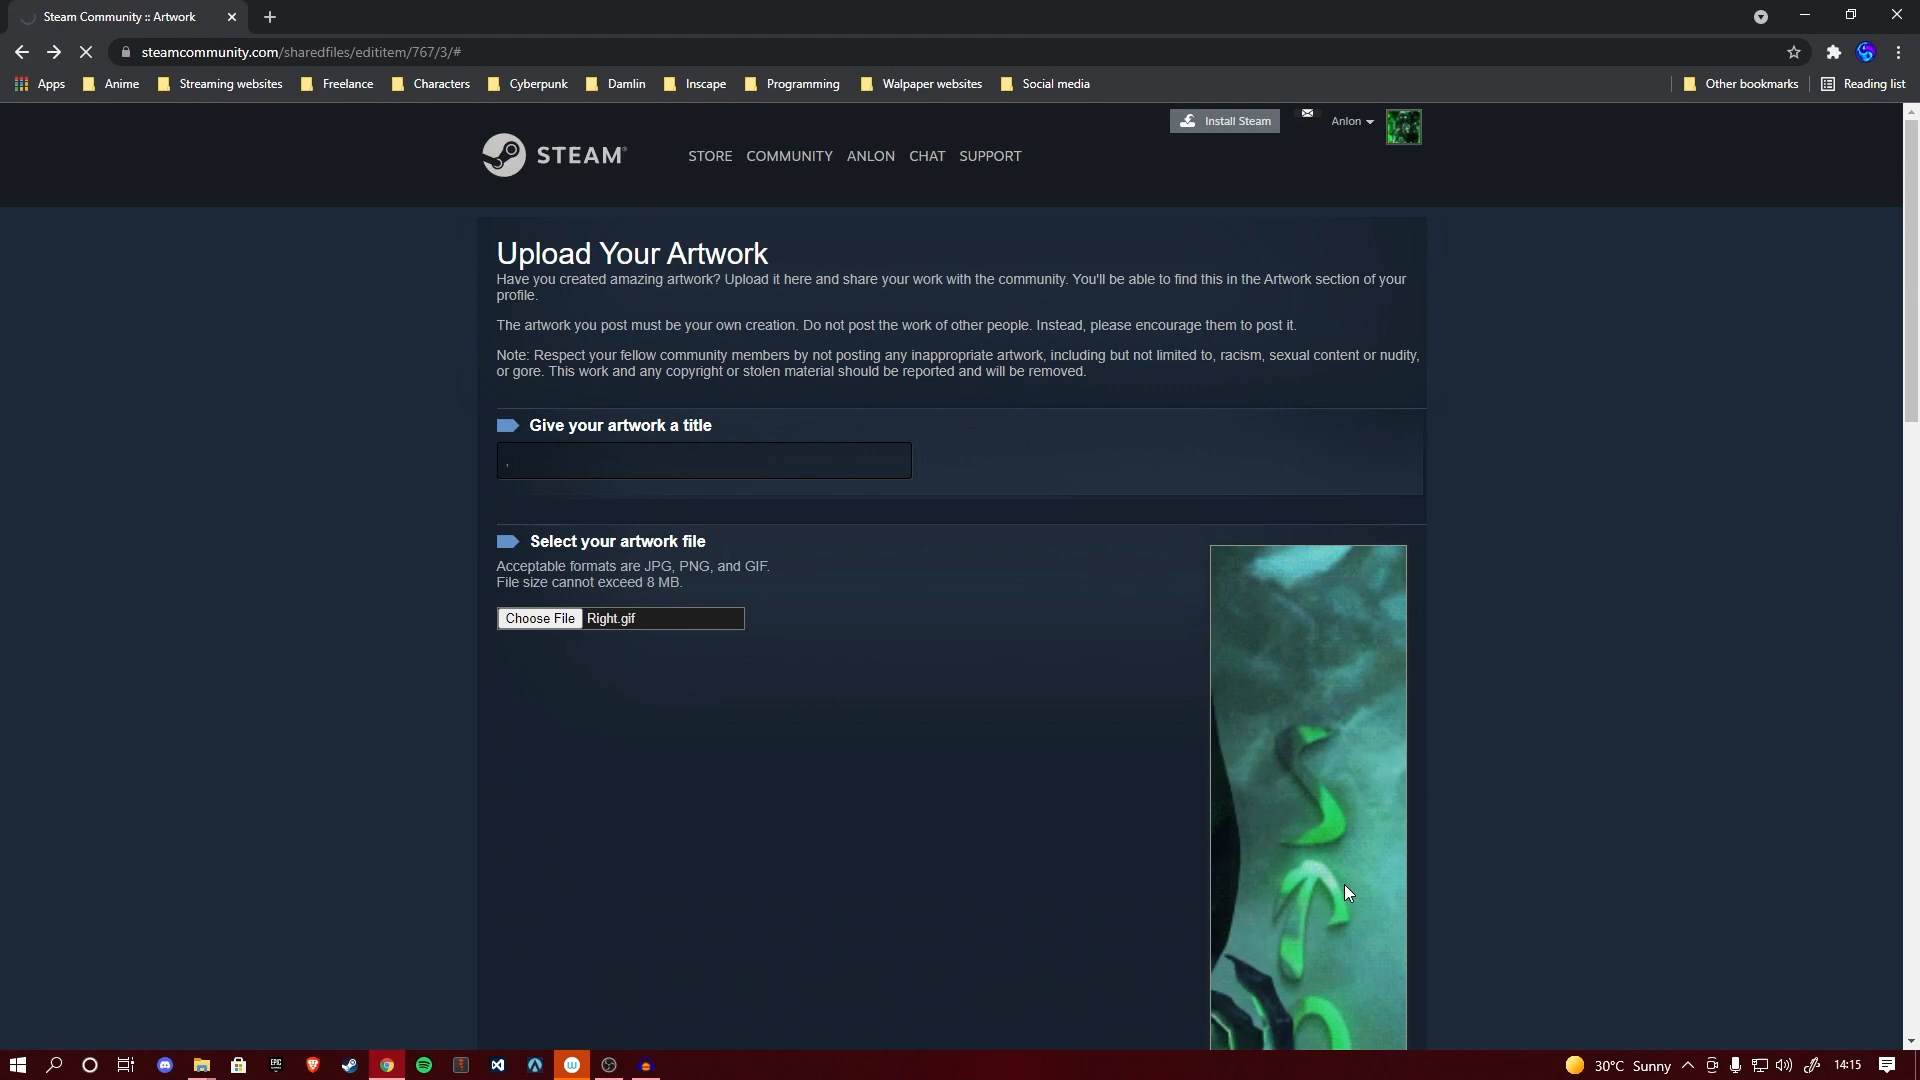 Steam Community :: Artwork
steamcommunity.com/sharedfiles/edititem/767/3/#
Apps Anime Streaming websites Freelance Characters Cyberpunk Damlin Inscape Programming Walpaper websites Social media Other bookmarks Reading list
Install Steam Anlon
STEAM STORE COMMUNITY ANLON CHAT SUPPORT
Upload Your Artwork
Have you created amazing artwork? Upload it here and share your work with the community. You'll be able to find this in the Artwork section of your
profile.
The artwork you post must be your own creation. Do not post the work of other people. Instead, please encourage them to post it.
Note: Respect your fellow community members by not posting any inappropriate artwork, including but not limited to, racism, sexual content or nudity,
or gore. This work and any copyright or stolen material should be reported and will be removed.
Give your artwork a title
,
Select your artwork file
Acceptable formats are JPG, PNG, and GIF.
File size cannot exceed 8 MB.
Choose File Right.gif
30°C Sunny 14:15